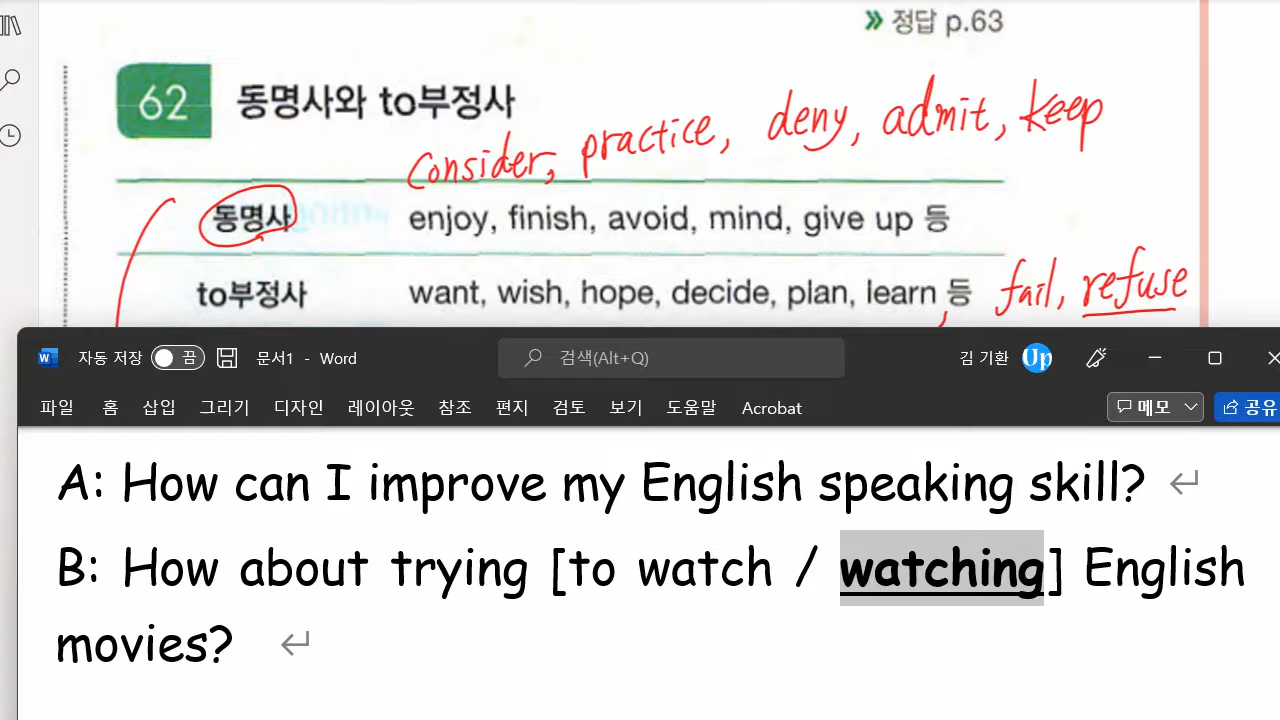 정답 p.63
62 동명사와 to부정사
consider, practice, deny, admit, keep
동명사 enjoy, finish, avoid, mind, give up 등
to부정사 want, wish, hope, decide, plan, learn 등, fail, refuse
자동 저장 끔 문서1 - Word 검색(Alt+Q) 김 기환 Up
파일 홈 삽입 그리기 디자인 레이아웃 참조 편지 검토 보기 도움말 Acrobat 메모 공유
A: How can I improve my English speaking skill?
B: How about trying [to watch / watching] English
movies?